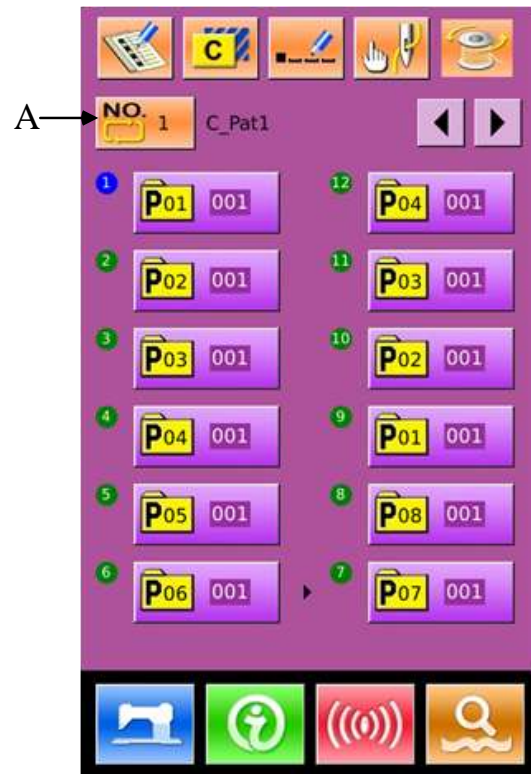 C
A
NO. 1 C_Pat1
1 P01 001 12 P04 001
2 P02 001 11 P03 001
3 P03 001 10 P02 001
4 P04 001 9 P01 001
5 P05 001 8 P08 001
6 P06 001 7 P07 001
i